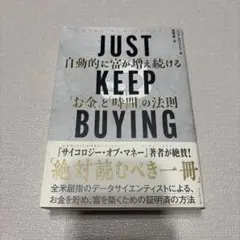 JUST
自動的に富が増え続ける
KEEP
「お金」と「時間」の法則
BUYING
『サイコロジー・オブ・マネー』著者が絶賛!
「絶対読むべき一冊」
全米屈指のデータサイエンティストによる、
お金を貯め、富を築くための証明済の方法